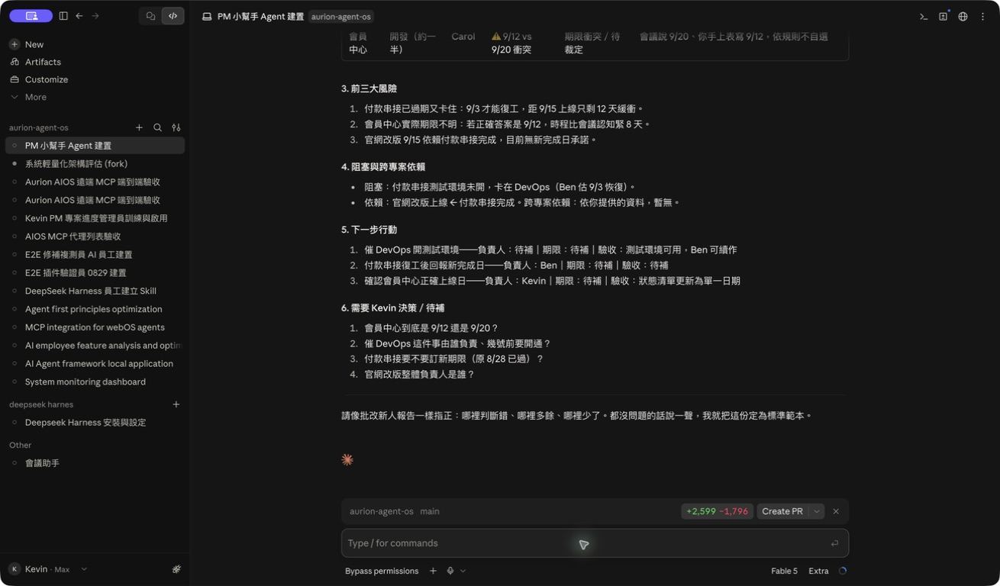 PM 小幫手 Agent 建置 aurion-agent-os
New
Artifacts
Customize
More
aurion-agent-os
PM 小幫手 Agent 建置
系統輕量化架構評估 (fork)
Aurion AIOS 遠端 MCP 端到端驗收
Aurion AIOS 遠端 MCP 端到端驗收
Kevin PM 專案進度管理員訓練與啟用
AIOS MCP 代理列表驗收
E2E 修補複測員 AI 員工建置
E2E 插件驗證員 0829 建置
DeepSeek Harness 員工建立 Skill
Agent first principles optimization
MCP integration for webOS agents
AI employee feature analysis and optim
AI Agent framework local application
System monitoring dashboard
deepseek harnes
Deepseek Harness 安裝與設定
Other
會議助手
K Kevin · Max
會員 開發（約一 Carol ⚠ 9/12 vs 期限衝突 / 待 會議說 9/20、你手上表寫 9/12，依規則不自選
中心 半） 9/20 衝突 裁定
3. 前三大風險
1. 付款串接已過期又卡住：9/3 才能復工，距 9/15 上線只剩 12 天緩衝。
2. 會員中心實際期限不明：若正確答案是 9/12，時程比會議認知緊 8 天。
3. 官網改版 9/15 依賴付款串接完成，目前無新完成日承諾。
4. 阻塞與跨專案依賴
• 阻塞：付款串接測試環境未開，卡在 DevOps（Ben 估 9/3 恢復）。
• 依賴：官網改版上線 ← 付款串接完成。跨專案依賴：依你提供的資料，暫無。
5. 下一步行動
1. 催 DevOps 開測試環境——負責人：待補｜期限：待補｜驗收：測試環境可用，Ben 可續作
2. 付款串接復工後回報新完成日——負責人：Ben｜期限：待補｜驗收：待補
3. 確認會員中心正確上線日——負責人：Kevin｜期限：待補｜驗收：狀態清單更新為單一日期
6. 需要 Kevin 決策 / 待補
1. 會員中心到底是 9/12 還是 9/20？
2. 催 DevOps 這件事由誰負責、幾號前要開通？
3. 付款串接要不要訂新期限（原 8/28 已過）？
4. 官網改版整體負責人是誰？
請像批改新人報告一樣指正：哪裡判斷錯、哪裡多餘、哪裡少了。都沒問題的話說一聲，我就把這份定為標準範本。
aurion-agent-os main +2,599 −1,796 Create PR
Type / for commands
Bypass permissions Fable 5 Extra